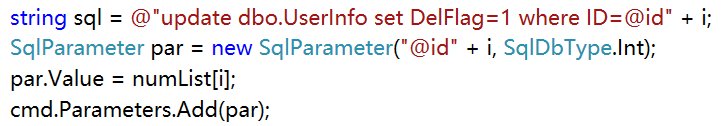 string sql = @"update dbo.UserInfo set DelFlag=1 where ID=@id" + i;
SqlParameter par = new SqlParameter("@id" + i, SqlDbType.Int);
par.Value = numList[i];
cmd.Parameters.Add(par);